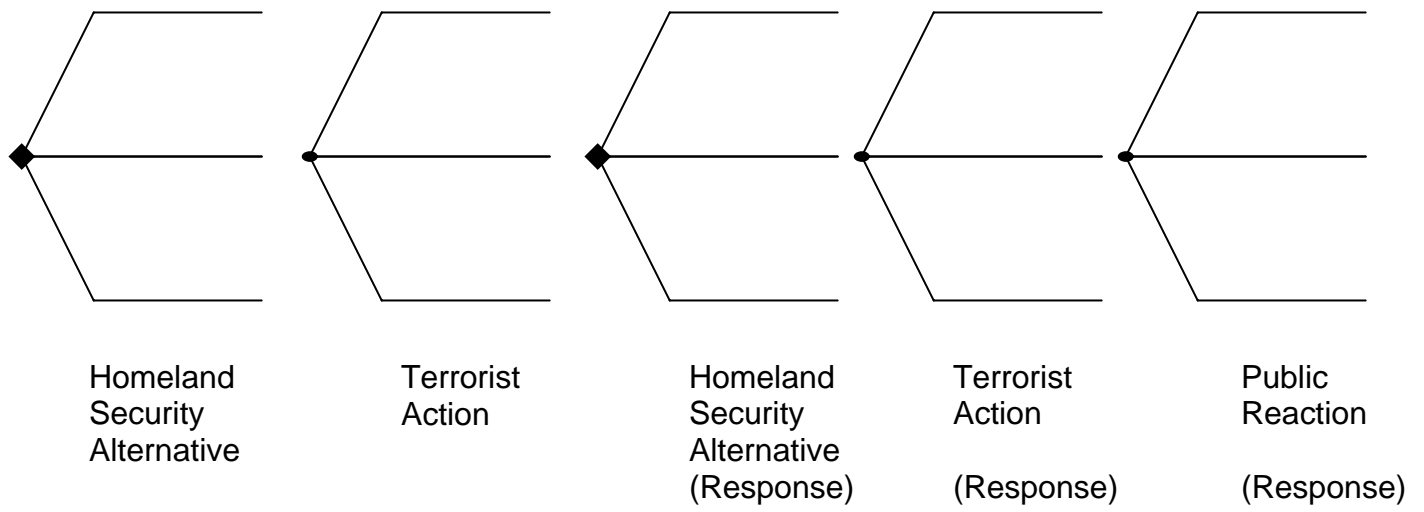 Homeland
Security
Alternative
Terrorist
Action
Homeland
Security
Alternative
(Response)
Terrorist
Action
(Response)
Public
Reaction
(Response)